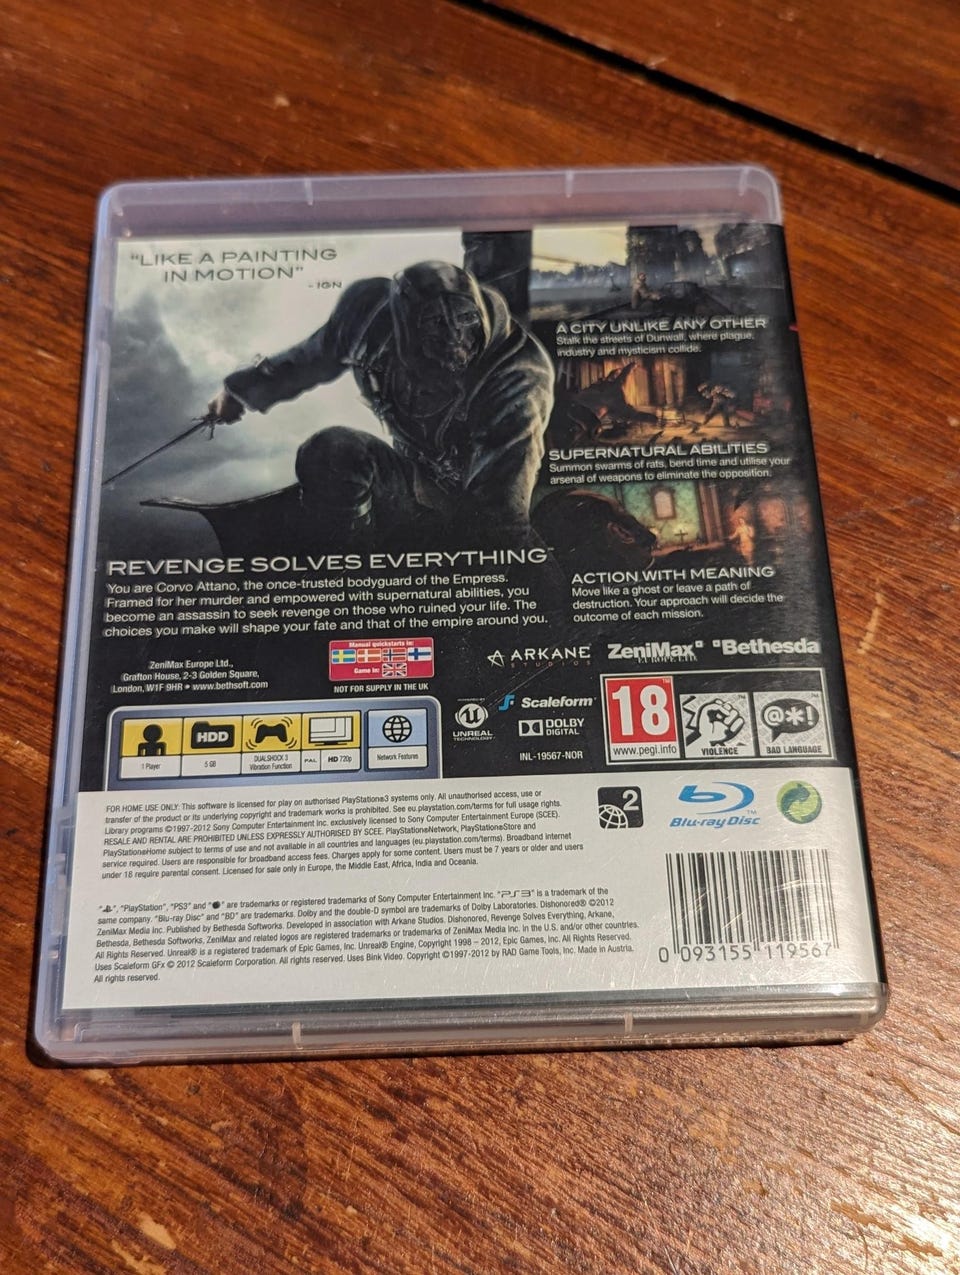 "LIKE A PAINTING
IN MOTION"
- IGN
A CITY UNLIKE ANY OTHER
Stalk the streets of Dunwall, where plague,
industry and mysticism collide.
SUPERNATURAL ABILITIES
Summon swarms of rats, bend time and utilise your
arsenal of weapons to eliminate the opposition.
ACTION WITH MEANING
Move like a ghost or leave a path of
destruction. Your approach will decide the
outcome of each mission.
REVENGE SOLVES EVERYTHING™
You are Corvo Attano, the once-trusted bodyguard of the Empress.
Framed for her murder and empowered with supernatural abilities, you
become an assassin to seek revenge on those who ruined your life. The
choices you make will shape your fate and that of the empire around you.
ZeniMax Europe Ltd.,
Grafton House, 2-3 Golden Square,
London, W1F 9HR • www.bethsoft.com
Manual quickstarts in:
Game in:
NOT FOR SUPPLY IN THE UK
ARKANE
STUDIOS
ZeniMax®
EUROPE LTD.
Bethesda
1 Player
HDD
5 GB
DUALSHOCK 3
Vibration Function
PAL
HD 720p
Network Features
POWERED BY
UNREAL
TECHNOLOGY
Scaleform
DOLBY
DIGITAL
INL-19567-NOR
18
www.pegi.info
VIOLENCE
@*!
BAD LANGUAGE
FOR HOME USE ONLY: This software is licensed for play on authorised PlayStation®3 systems only. All unauthorised access, use or
transfer of the product or its underlying copyright and trademark works is prohibited. See eu.playstation.com/terms for full usage rights.
Library programs ©1997-2012 Sony Computer Entertainment Inc. exclusively licensed to Sony Computer Entertainment Europe (SCEE).
RESALE AND RENTAL ARE PROHIBITED UNLESS EXPRESSLY AUTHORISED BY SCEE. PlayStation®Network, PlayStation®Store and
PlayStation®Home subject to terms of use and not available in all countries and languages (eu.playstation.com/terms). Broadband internet
service required. Users are responsible for broadband access fees. Charges apply for some content. Users must be 7 years or older and users
under 18 require parental consent. Licensed for sale only in Europe, the Middle East, Africa, India and Oceania.
2
Blu-ray Disc™
", "PlayStation", "PS3" and " " are trademarks or registered trademarks of Sony Computer Entertainment Inc. "PS3" is a trademark of the
same company. "Blu-ray Disc" and "BD" are trademarks. Dolby and the double-D symbol are trademarks of Dolby Laboratories. Dishonored® ©2012
ZeniMax Media Inc. Published by Bethesda Softworks. Developed in association with Arkane Studios. Dishonored, Revenge Solves Everything, Arkane,
Bethesda, Bethesda Softworks, ZeniMax and related logos are registered trademarks or trademarks of ZeniMax Media Inc. in the U.S. and/or other countries.
All Rights Reserved. Unreal® is a registered trademark of Epic Games, Inc. Unreal® Engine, Copyright 1998 – 2012, Epic Games, Inc. All Rights Reserved.
Uses Scaleform GFx © 2012 Scaleform Corporation. All rights reserved. Uses Bink Video. Copyright ©1997-2012 by RAD Game Tools, Inc. Made in Austria.
All rights reserved.
0 093155 119567